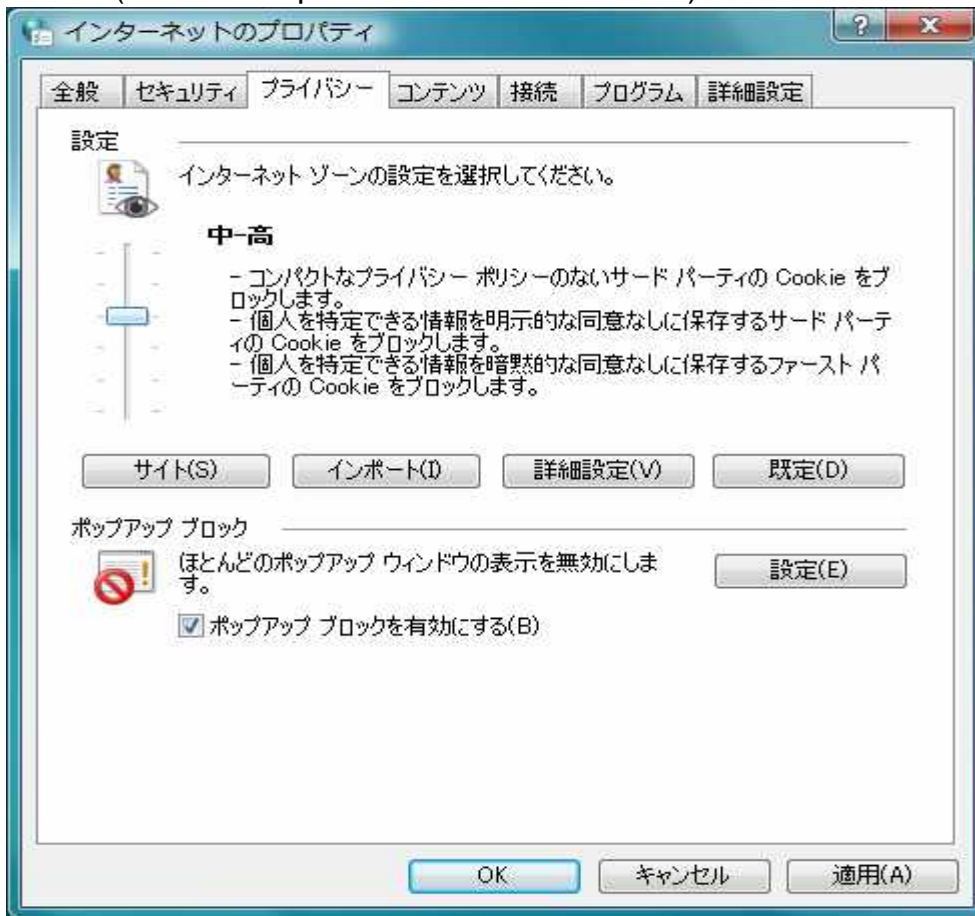 インターネットのプロパティ
全般 セキュリティ プライバシー コンテンツ 接続 プログラム 詳細設定
設定
インターネット ゾーンの設定を選択してください。
中-高
- コンパクトなプライバシー ポリシーのないサード パーティの Cookie をブ
ロックします。
- 個人を特定できる情報を明示的な同意なしに保存するサード パーテ
ィの Cookie をブロックします。
- 個人を特定できる情報を暗黙的な同意なしに保存するファースト パ
ーティの Cookie をブロックします。
サイト(S) インポート(I) 詳細設定(V) 既定(D)
ポップアップ ブロック
ほとんどのポップアップ ウィンドウの表示を無効にしま
す。
設定(E)
ポップアップ ブロックを有効にする(B)
OK キャンセル 適用(A)